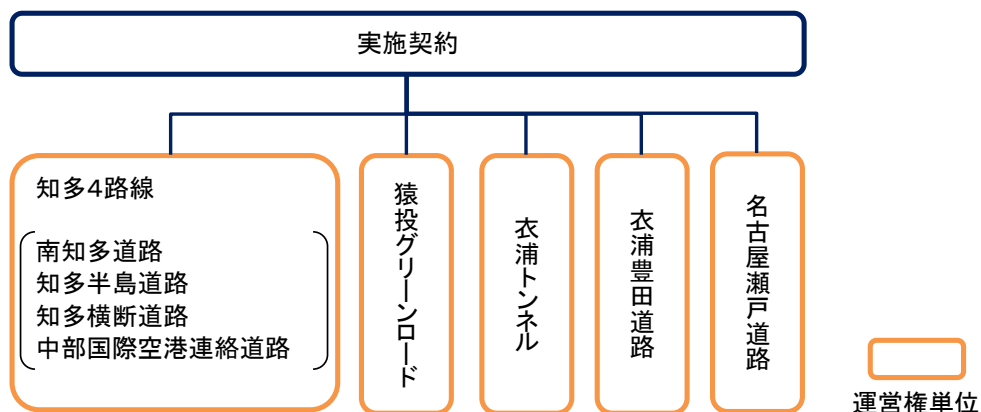 実施契約
知多4路線
南知多道路
知多半島道路
知多横断道路
中部国際空港連絡道路
猿投グリーンロード
衣浦トンネル
衣浦豊田道路
名古屋瀬戸道路
運営権単位